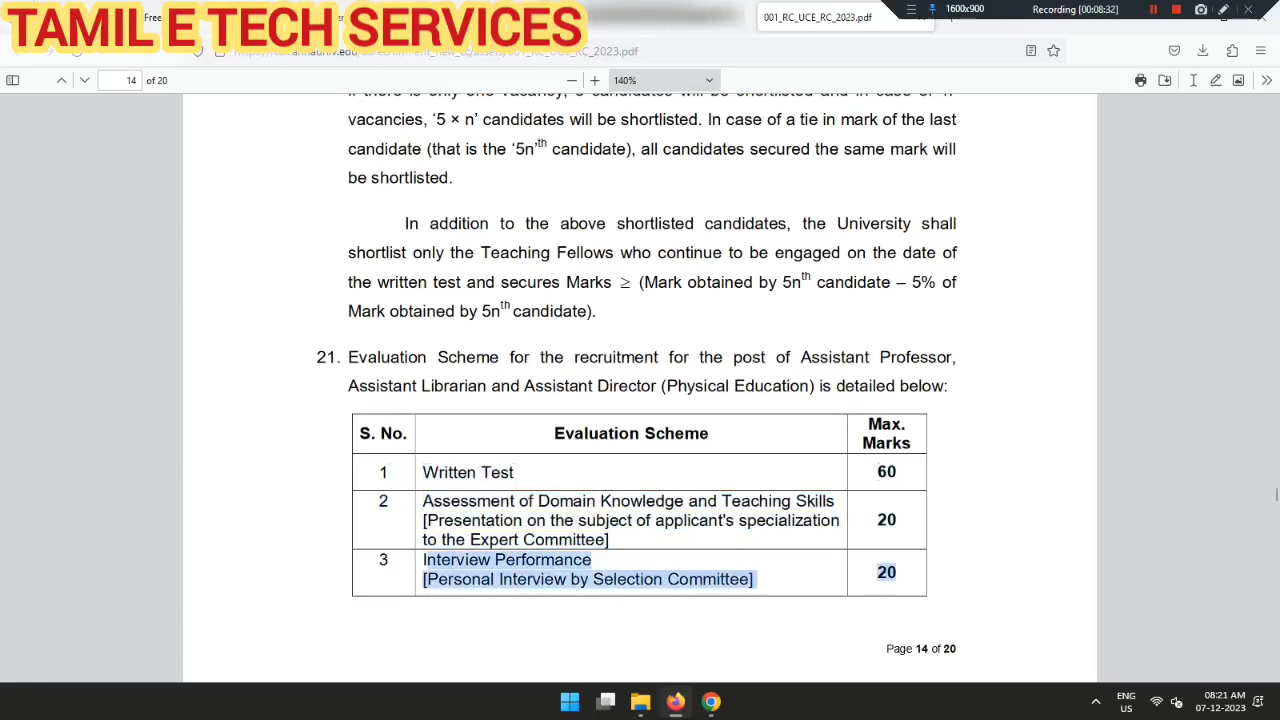 TAMIL E TECH SERVICES
001_RC_UCE_RC_2023.pdf
1600x900
Recording [00:08:32]
14 of 20
140%
vacancies, ‘5 × n’ candidates will be shortlisted. In case of a tie in mark of the last
candidate (that is the ‘5n’th candidate), all candidates secured the same mark will
be shortlisted.
In addition to the above shortlisted candidates, the University shall
shortlist only the Teaching Fellows who continue to be engaged on the date of
the written test and secures Marks ≥ (Mark obtained by 5nth candidate – 5% of
Mark obtained by 5nth candidate).
21. Evaluation Scheme for the recruitment for the post of Assistant Professor,
Assistant Librarian and Assistant Director (Physical Education) is detailed below:
S. No. Evaluation Scheme Max. Marks
1 Written Test 60
2 Assessment of Domain Knowledge and Teaching Skills
[Presentation on the subject of applicant's specialization 20
to the Expert Committee]
3 Interview Performance
[Personal Interview by Selection Committee] 20
Page 14 of 20
ENG
US
08:21 AM
07-12-2023